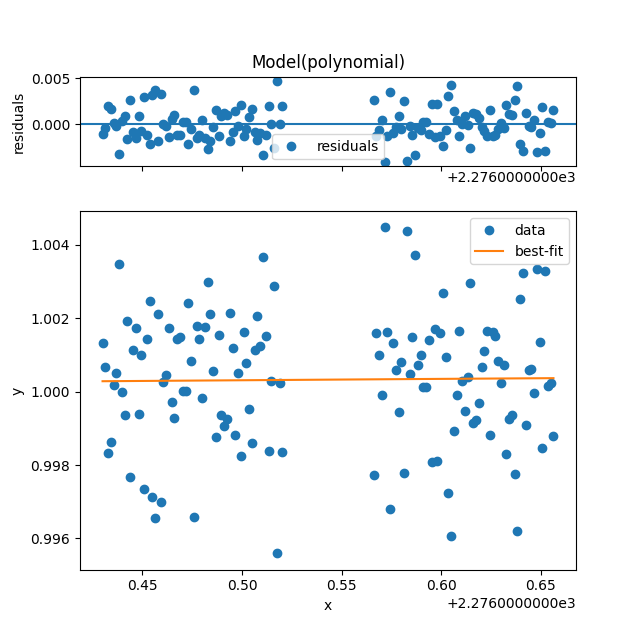 Model(polynomial)
0.005
0.000
residuals
residuals
+2.2760000000e3
1.004
1.002
1.000
0.998
0.996
y
data
best-fit
0.45
0.50
0.55
0.60
0.65
x
+2.2760000000e3